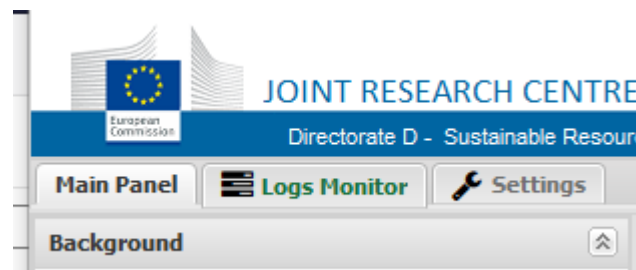 JOINT RESEARCH CENTRE
European
Commission
Directorate D - Sustainable Resour
Main Panel Logs Monitor Settings
Background